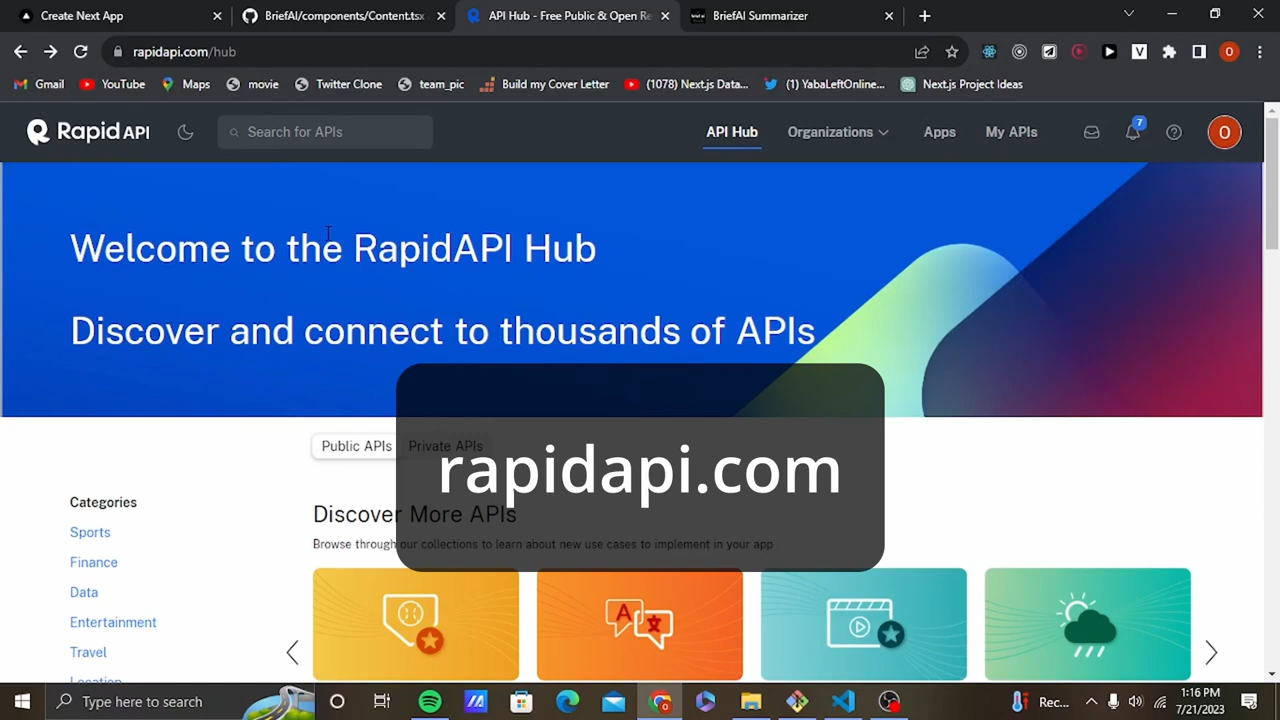 Create Next App
BriefAI/components/Content.tsx
API Hub - Free Public & Open Re
BriefAI Summarizer
rapidapi.com/hub
Gmail
YouTube
Maps
movie
Twitter Clone
team_pic
Build my Cover Letter
(1078) Next.js Data...
(1) YabaLeftOnline...
Next.js Project Ideas
Rapid API
Search for APIs
API Hub
Organizations
Apps
My APIs
7
O
Welcome to the RapidAPI Hub
Discover and connect to thousands of APIs
Public APIs
Private APIs
rapidapi.com
Categories
Sports
Finance
Data
Entertainment
Travel
Discover More APIs
Browse through our collections to learn about new use cases to implement in your app
Type here to search
Rec...
1:16 PM
7/21/2023